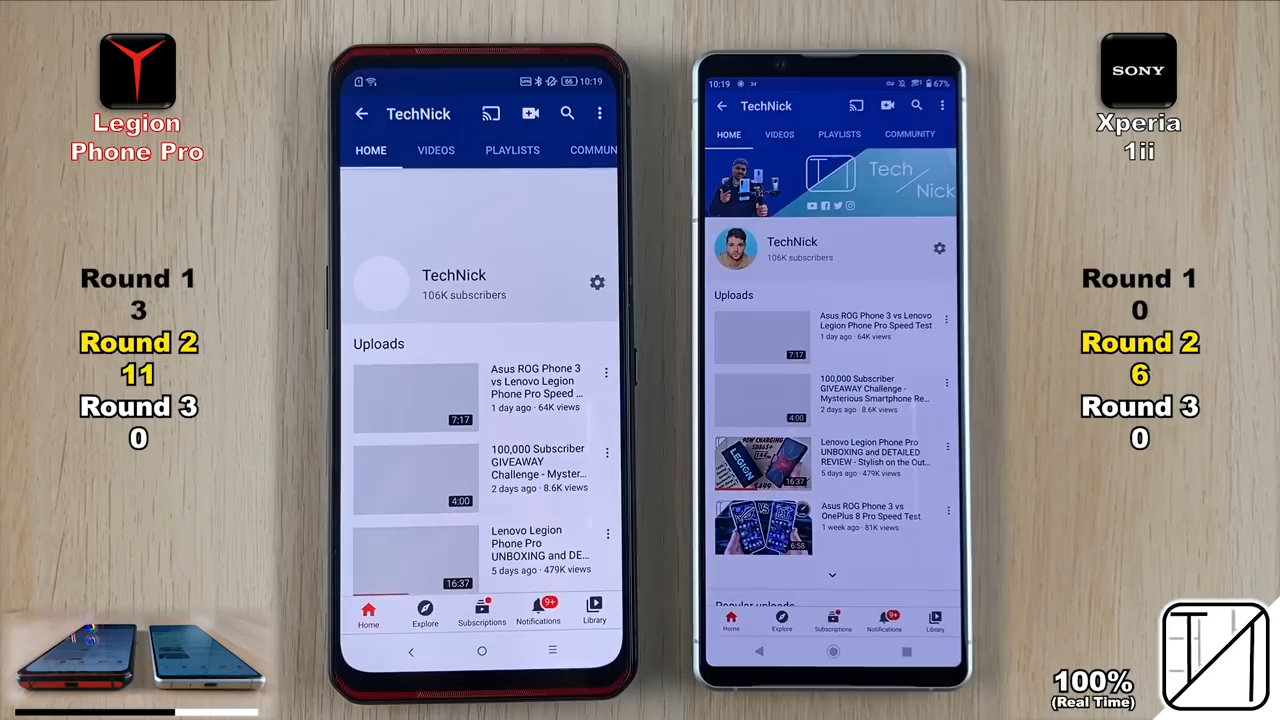 Legion
Phone Pro
Round 1
3
Round 2
11
Round 3
0
66 10:19
TechNick
HOME VIDEOS PLAYLISTS COMMUN
TechNick
106K subscribers
Uploads
Asus ROG Phone 3
vs Lenovo Legion
Phone Pro Speed ...
1 day ago · 64K views
7:17
100,000 Subscriber
GIVEAWAY
Challenge - Myster...
2 days ago · 8.6K views
4:00
Lenovo Legion
Phone Pro
UNBOXING and DE...
5 days ago · 479K views
16:37
9+
Home Explore Subscriptions Notifications Library
10:19 67%
TechNick
HOME VIDEOS PLAYLISTS COMMUNITY
Tech
Nick
TechNick
106K subscribers
Uploads
Asus ROG Phone 3 vs Lenovo
Legion Phone Pro Speed Test
1 day ago · 64K views
7:17
100,000 Subscriber
GIVEAWAY Challenge -
Mysterious Smartphone Re...
2 days ago · 8.6K views
4:00
Lenovo Legion Phone Pro
UNBOXING and DETAILED
REVIEW - Stylish on the Out...
5 days ago · 479K views
LEGION
16:37
Asus ROG Phone 3 vs
OnePlus 8 Pro Speed Test
1 week ago · 81K views
VS
6:58
Popular uploads
9+
Home Explore Subscriptions Notifications Library
SONY
Xperia
1ii
Round 1
0
Round 2
6
Round 3
0
100%
(Real Time)